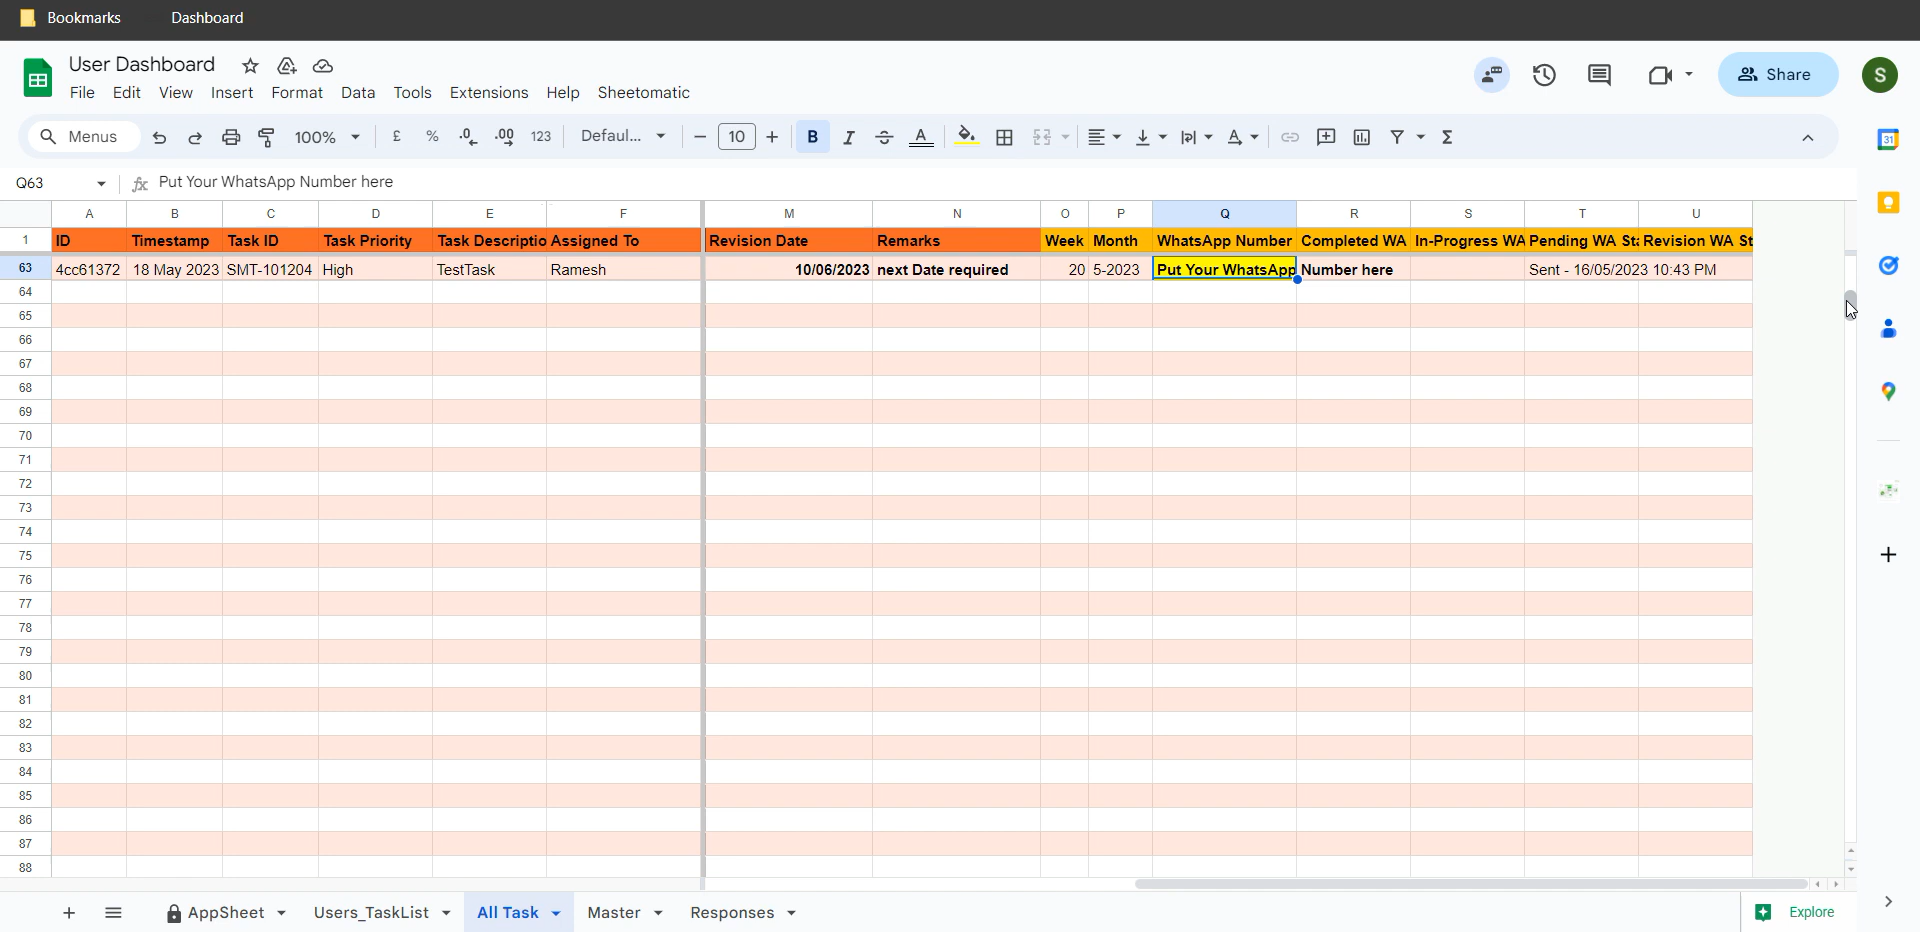 Bookmarks Dashboard
User Dashboard
File Edit View Insert Format Data Tools Extensions Help Sheetomatic
Share
S
Menus 100% £ % .0 .00 123 Defaul... 10 B I S A A Σ
31
Q63 fx Put Your WhatsApp Number here
A B C D E F M N O P Q R S T U
1 ID Timestamp Task ID Task Priority Task Descriptio Assigned To Revision Date Remarks Week Month WhatsApp Number Completed WA In-Progress WA Pending WA Sta Revision WA St
63 4cc61372 18 May 2023 SMT-101204 High TestTask Ramesh 10/06/2023 next Date required 20 5-2023 Put Your WhatsApp Number here Sent - 16/05/2023 10:43 PM
64
65
66
67
68
69
70
71
72
73
74
75
76
77
78
79
80
81
82
83
84
85
86
87
88
AppSheet Users_TaskList All Task Master Responses Explore